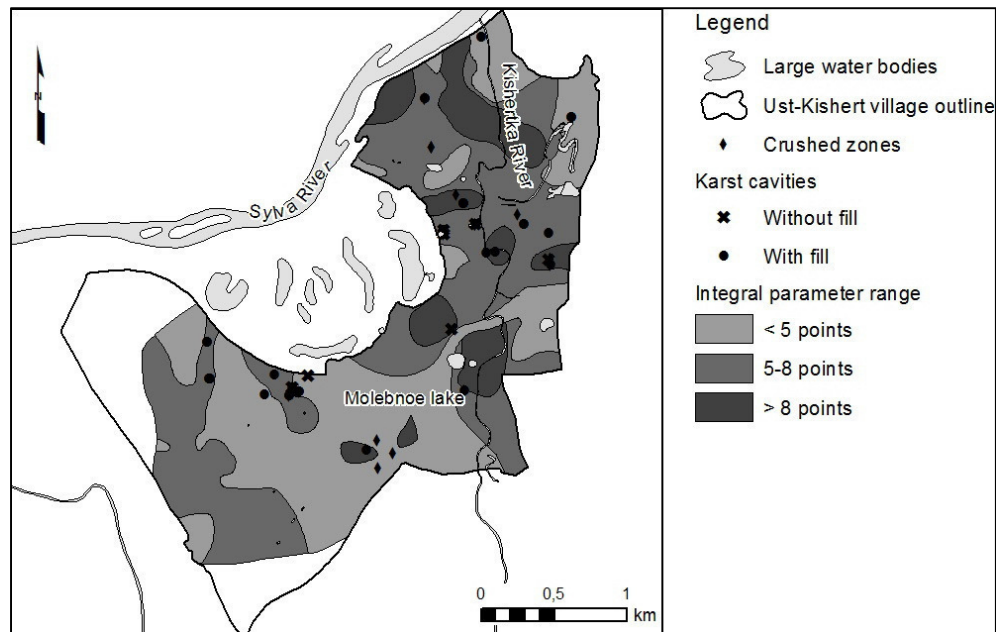 N
Sylva River
Kishertka River
Molebnoe lake
0 0,5 1
km
Legend
Large water bodies
Ust-Kishert village outline
Crushed zones
Karst cavities
Without fill
With fill
Integral parameter range
< 5 points
5-8 points
> 8 points